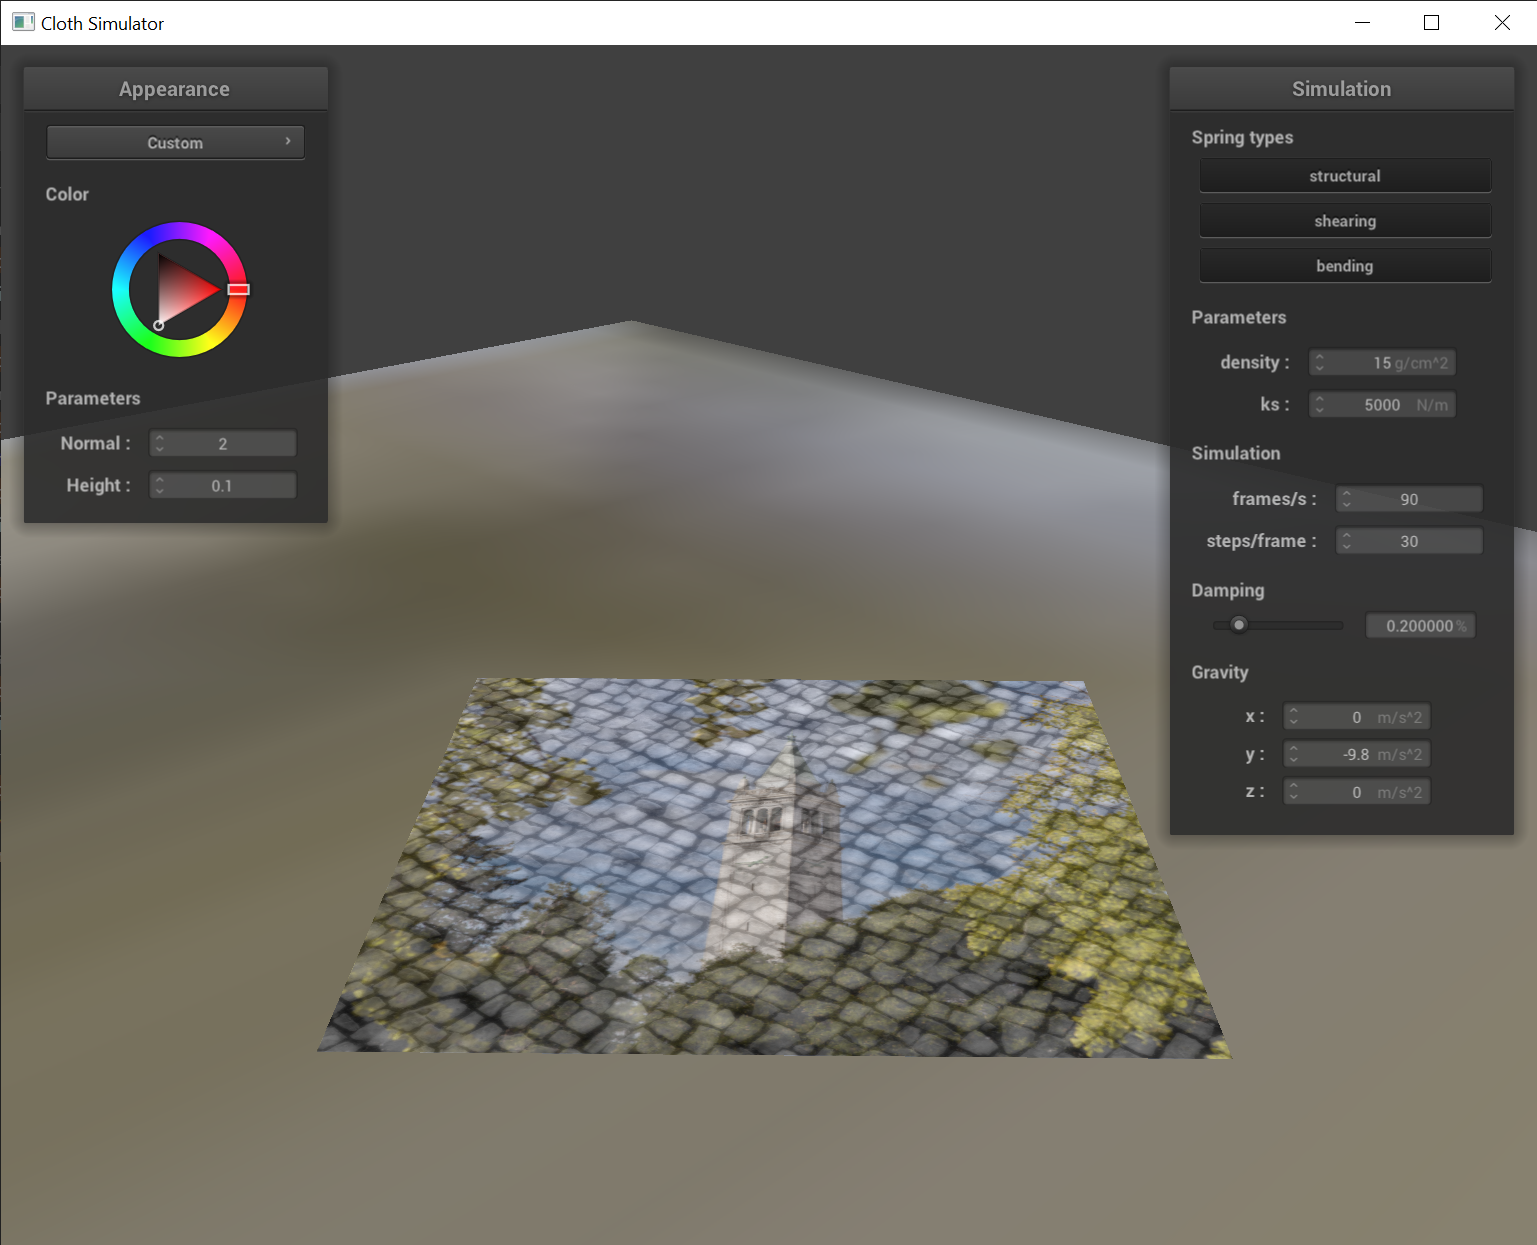 Cloth Simulator
Appearance
Custom
Color
Parameters
Normal : 2
Height : 0.1
Simulation
Spring types
structural
shearing
bending
Parameters
density : 15 g/cm^2
ks : 5000 N/m
Simulation
frames/s : 90
steps/frame : 30
Damping
0.200000 %
Gravity
x : 0 m/s^2
y : -9.8 m/s^2
z : 0 m/s^2